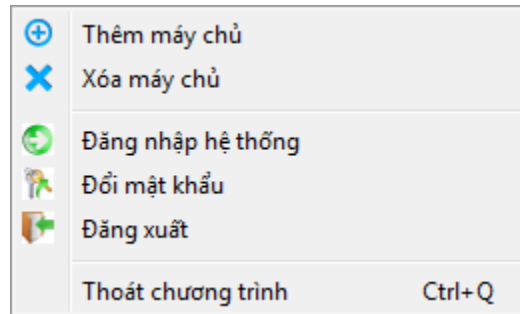 Thêm máy chủ
Xóa máy chủ
Đăng nhập hệ thống
Đổi mật khẩu
Đăng xuất
Thoát chương trình Ctrl+Q